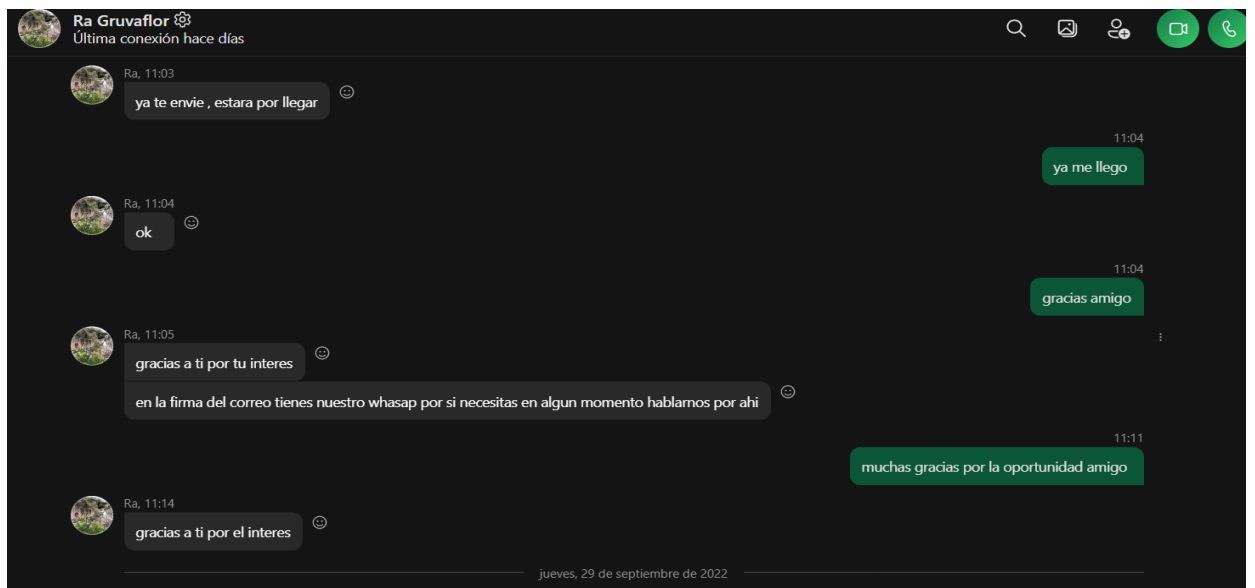 Ra Gruvaflor
Última conexión hace días
Ra, 11:03
ya te envie , estara por llegar
11:04
ya me llego
Ra, 11:04
ok
11:04
gracias amigo
Ra, 11:05
gracias a ti por tu interes
en la firma del correo tienes nuestro whasap por si necesitas en algun momento hablarnos por ahi
11:11
muchas gracias por la oportunidad amigo
Ra, 11:14
gracias a ti por el interes
jueves, 29 de septiembre de 2022